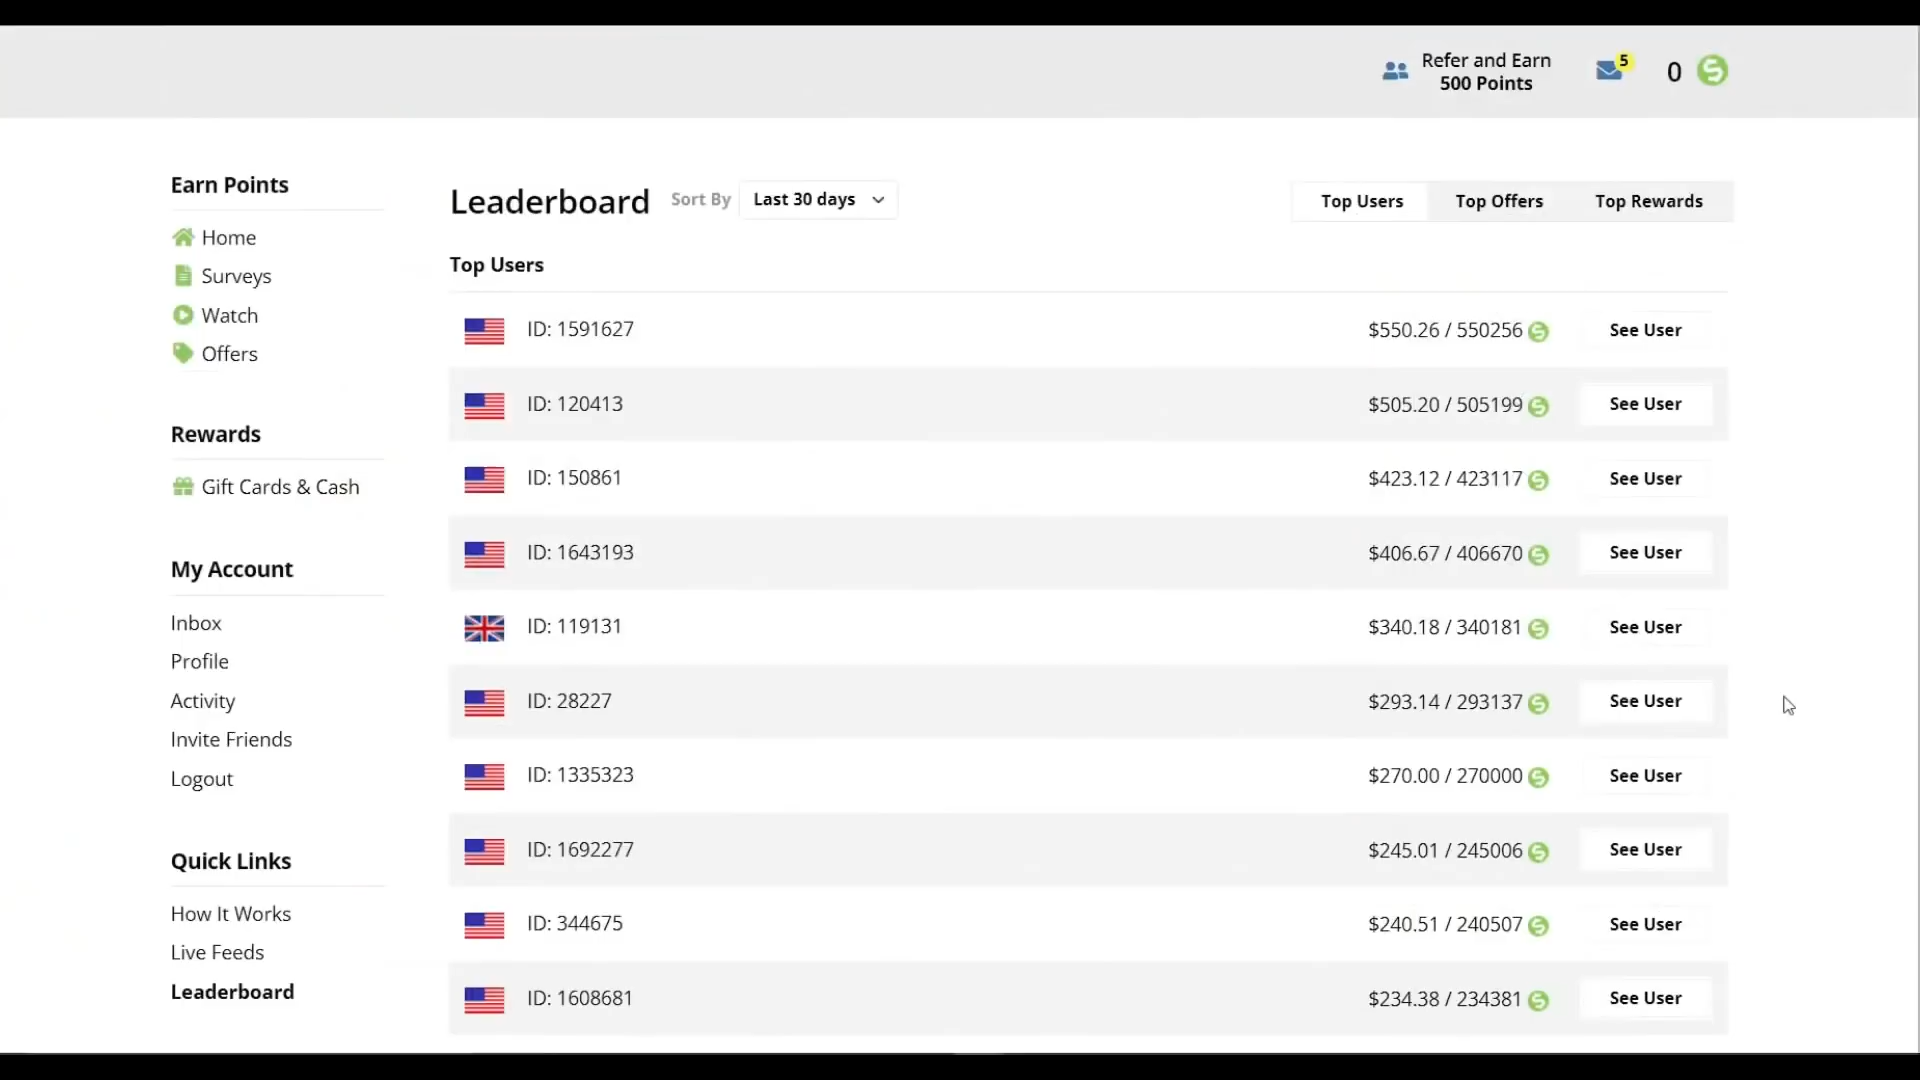 Refer and Earn
500 Points
5
0
Earn Points
Home
Surveys
Watch
Offers
Rewards
Gift Cards & Cash
My Account
Inbox
Profile
Activity
Invite Friends
Logout
Quick Links
How It Works
Live Feeds
Leaderboard
Leaderboard Sort By Last 30 days Top Users Top Offers Top Rewards
Top Users
ID: 1591627 $550.26 / 550256 See User
ID: 120413 $505.20 / 505199 See User
ID: 150861 $423.12 / 423117 See User
ID: 1643193 $406.67 / 406670 See User
ID: 119131 $340.18 / 340181 See User
ID: 28227 $293.14 / 293137 See User
ID: 1335323 $270.00 / 270000 See User
ID: 1692277 $245.01 / 245006 See User
ID: 344675 $240.51 / 240507 See User
ID: 1608681 $234.38 / 234381 See User